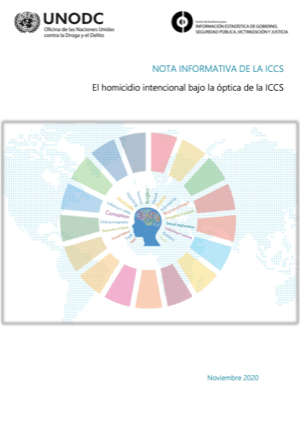 UNODC
Oficina de las Naciones Unidas
contra la Droga y el Delito
INFORMACIÓN ESTADÍSTICA DE GOBIERNO,
SEGURIDAD PÚBLICA, VICTIMIZACIÓN Y JUSTICIA
NOTA INFORMATIVA DE LA ICCS
El homicidio intencional bajo la óptica de la ICCS
Corruption
Noviembre 2020